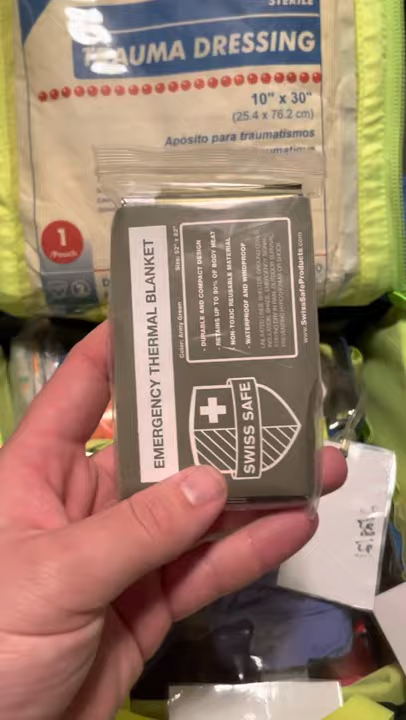 STERILE
TRAUMA DRESSING
10" x 30"
(25.4 x 76.2 cm)
Apósito para traumatismos
1
/Pouch
EMERGENCY THERMAL BLANKET
Color: Army Green Size: 52" x 82"
- DURABLE AND COMPACT DESIGN
- RETAINS UP TO 90% OF BODY HEAT
- NON-TOXIC REUSABLE MATERIAL
- WATERPROOF AND WINDPROOF
www.SwissSafeProducts.com
SWISS SAFE